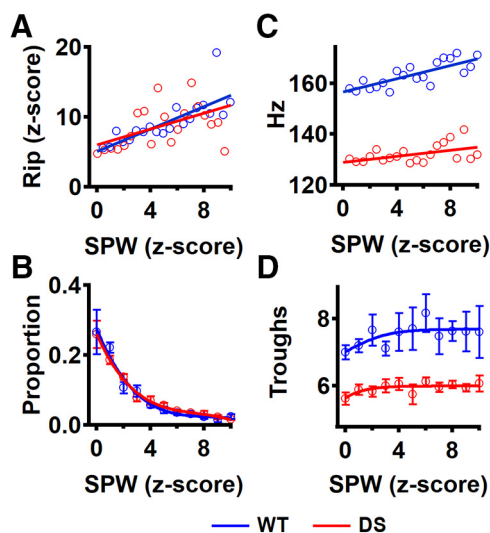 A
Rip (z-score)
20
10
0
0 4 8
SPW (z-score)
C
Hz
160
140
120
0 4 8
SPW (z-score)
B
Proportion
0.4
0.2
0.0
0 4 8
SPW (z-score)
D
Troughs
8
6
0 4 8
SPW (z-score)
WT DS